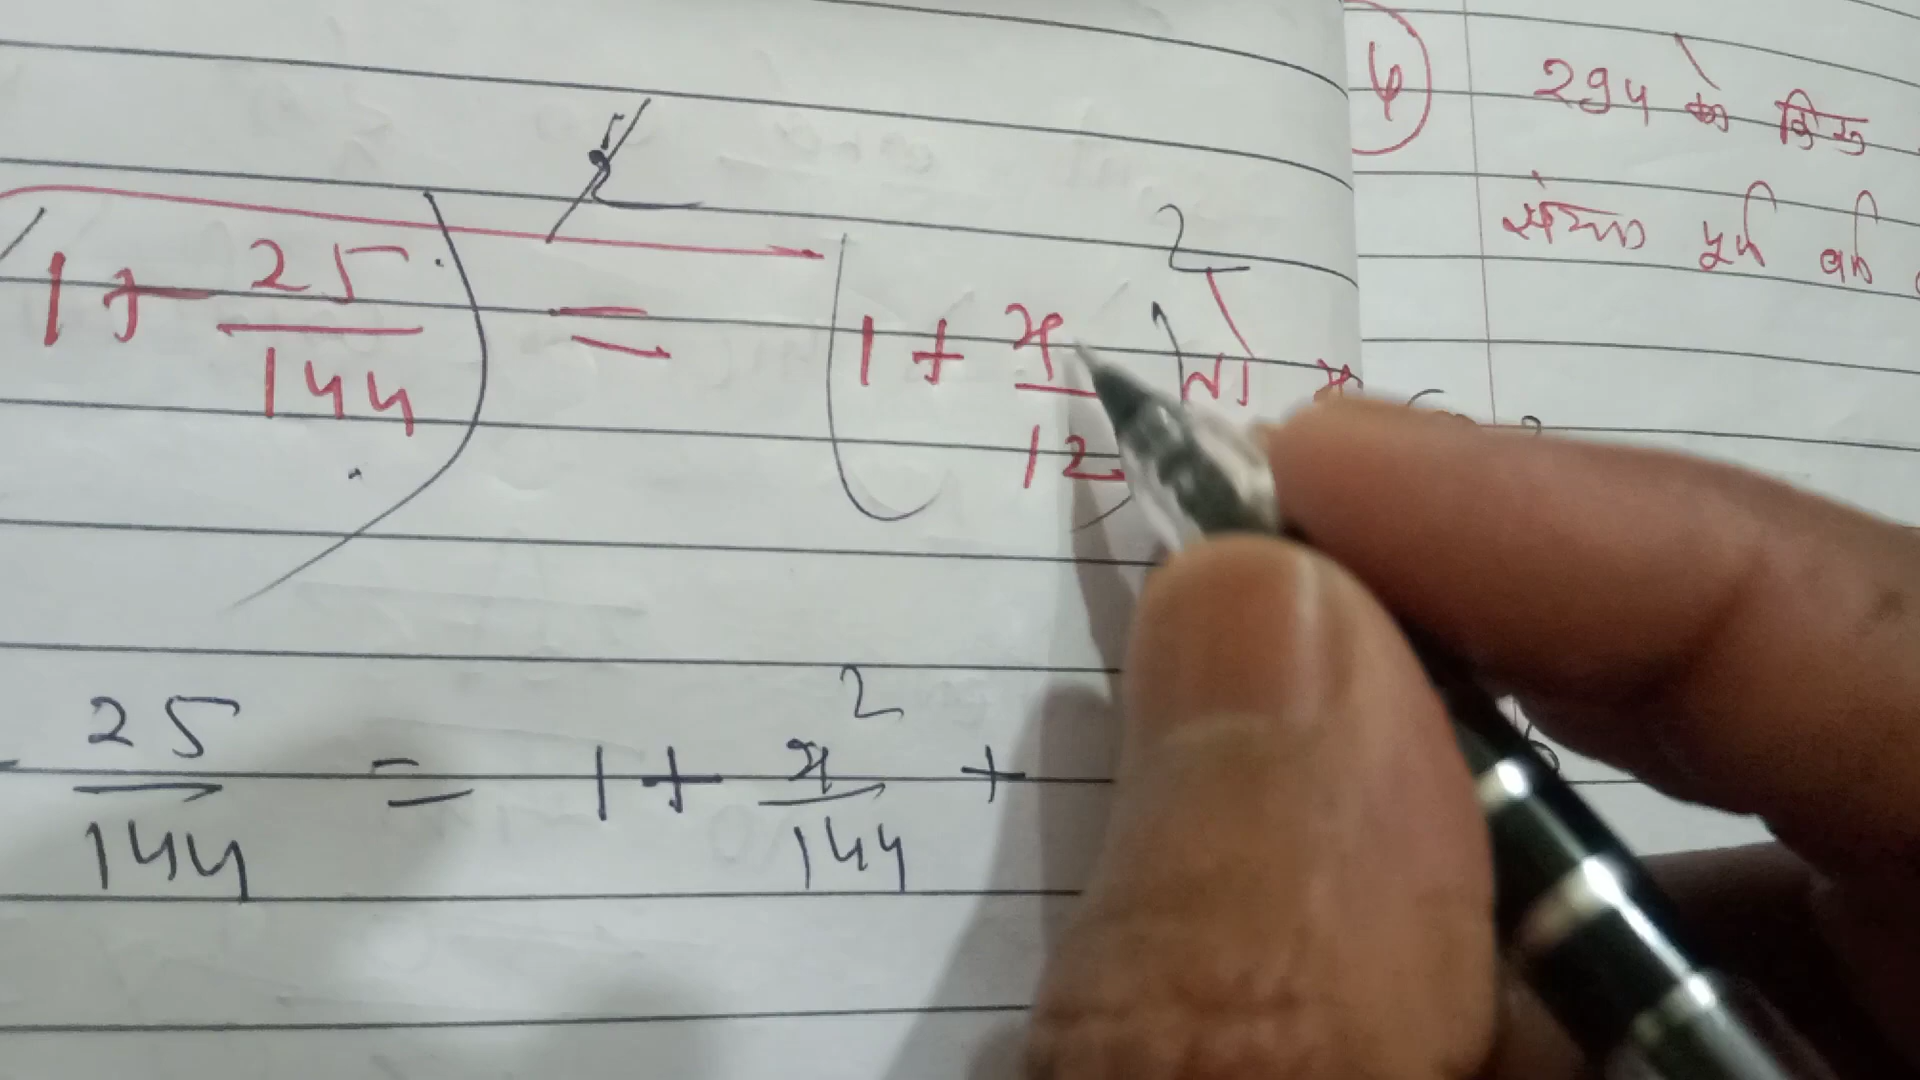 1 + 25/144 = (1 + x/12)² तो x
25/144 = 1 + x²/144 +
294 को किस
संख्या पूर्ण वर्ग